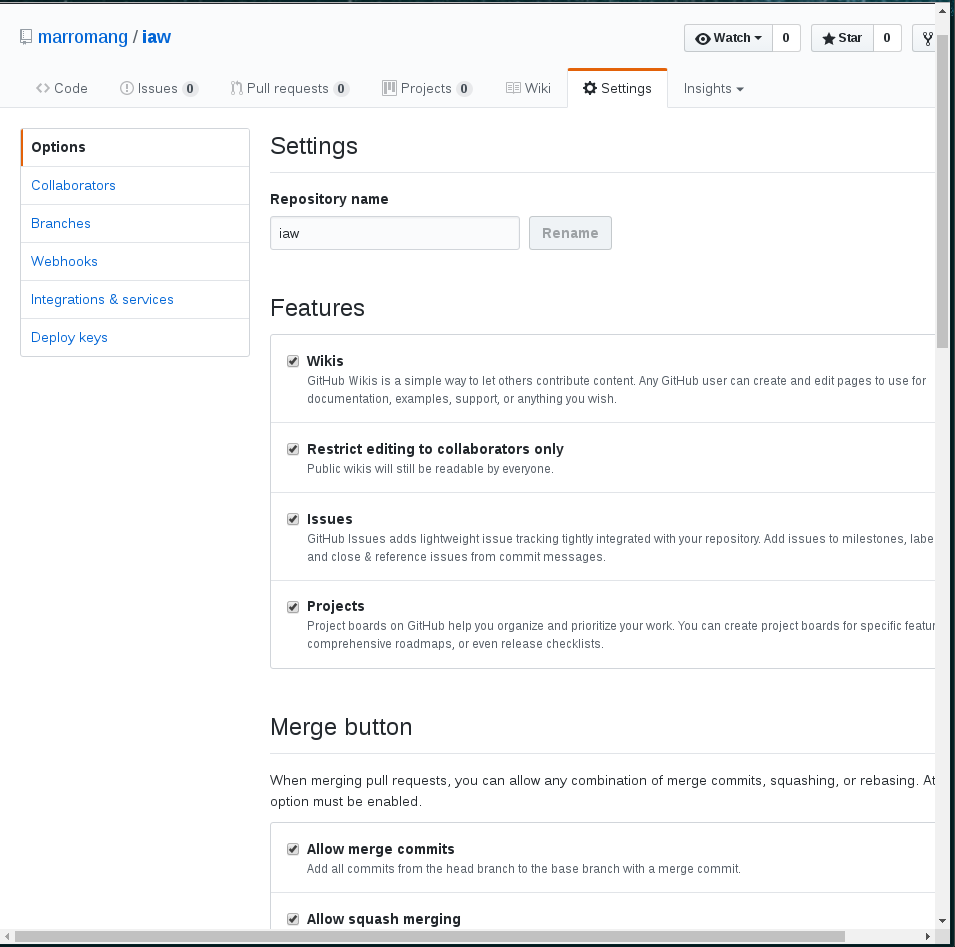 marromang / iaw
Watch 0 Star 0
Code Issues 0 Pull requests 0 Projects 0 Wiki Settings Insights
Options
Collaborators
Branches
Webhooks
Integrations & services
Deploy keys
Settings
Repository name
iaw Rename
Features
Wikis
GitHub Wikis is a simple way to let others contribute content. Any GitHub user can create and edit pages to use for
documentation, examples, support, or anything you wish.
Restrict editing to collaborators only
Public wikis will still be readable by everyone.
Issues
GitHub Issues adds lightweight issue tracking tightly integrated with your repository. Add issues to milestones, labe
and close & reference issues from commit messages.
Projects
Project boards on GitHub help you organize and prioritize your work. You can create project boards for specific featur
comprehensive roadmaps, or even release checklists.
Merge button
When merging pull requests, you can allow any combination of merge commits, squashing, or rebasing. At
option must be enabled.
Allow merge commits
Add all commits from the head branch to the base branch with a merge commit.
Allow squash merging